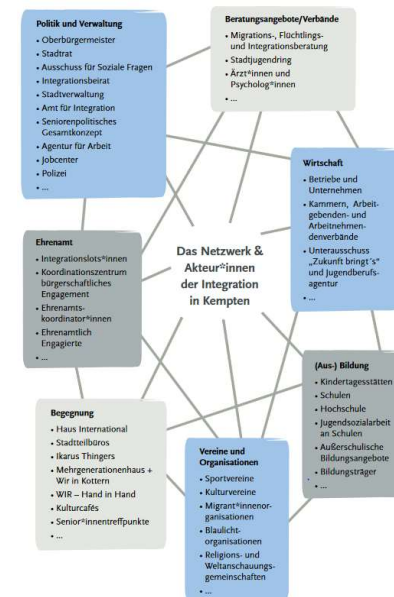 Politik und Verwaltung
• Oberbürgermeister
• Stadtrat
• Ausschuss für Soziale Fragen
• Integrationsbeirat
• Stadtverwaltung
• Amt für Integration
• Seniorenpolitisches
Gesamtkonzept
• Agentur für Arbeit
• Jobcenter
• Polizei
• ...
Beratungsangebote/Verbände
• Migrations-, Flüchtlings-
und Integrationsberatung
• Stadtjugendring
• Ärzt*innen und
Psycholog*innen
• ...
Wirtschaft
• Betriebe und
Unternehmen
• Kammern, Arbeit-
gebenden- und
Arbeitnehmen-
denverbände
• Unterausschuss
„Zukunft bringt´s“
und Jugendberufs-
agentur
• ...
Ehrenamt
• Integrationslots*innen
• Koordinationszentrum
bürgerschaftliches
Engagement
• Ehrenamts-
koordinator*innen
• Ehrenamtlich
Engagierte
• ...
Das Netzwerk &
Akteur*innen
der Integration
in Kempten
(Aus-) Bildung
• Kindertagesstätten
• Schulen
• Hochschule
• Jugendsozialarbeit
an Schulen
• Außerschulische
Bildungsangebote
• Bildungsträger
• ...
Begegnung
• Haus International
• Stadtteilbüros
• Ikarus Thingers
• Mehrgenerationenhaus +
Wir in Kottern
• WIR – Hand in Hand
• Kulturcafés
• Senior*innentreffpunkte
• ...
Vereine und
Organisationen
• Sportvereine
• Kulturvereine
• Migrant*innenor-
ganisationen
• Blaulicht-
organisationen
• Religions- und
Weltanschauungs-
gemeinschaften
• ...